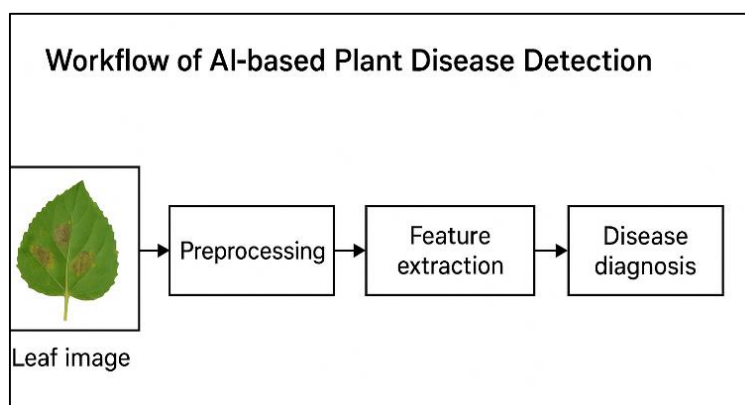 Workflow of AI-based Plant Disease Detection
Preprocessing
Feature
extraction
Disease
diagnosis
Leaf image